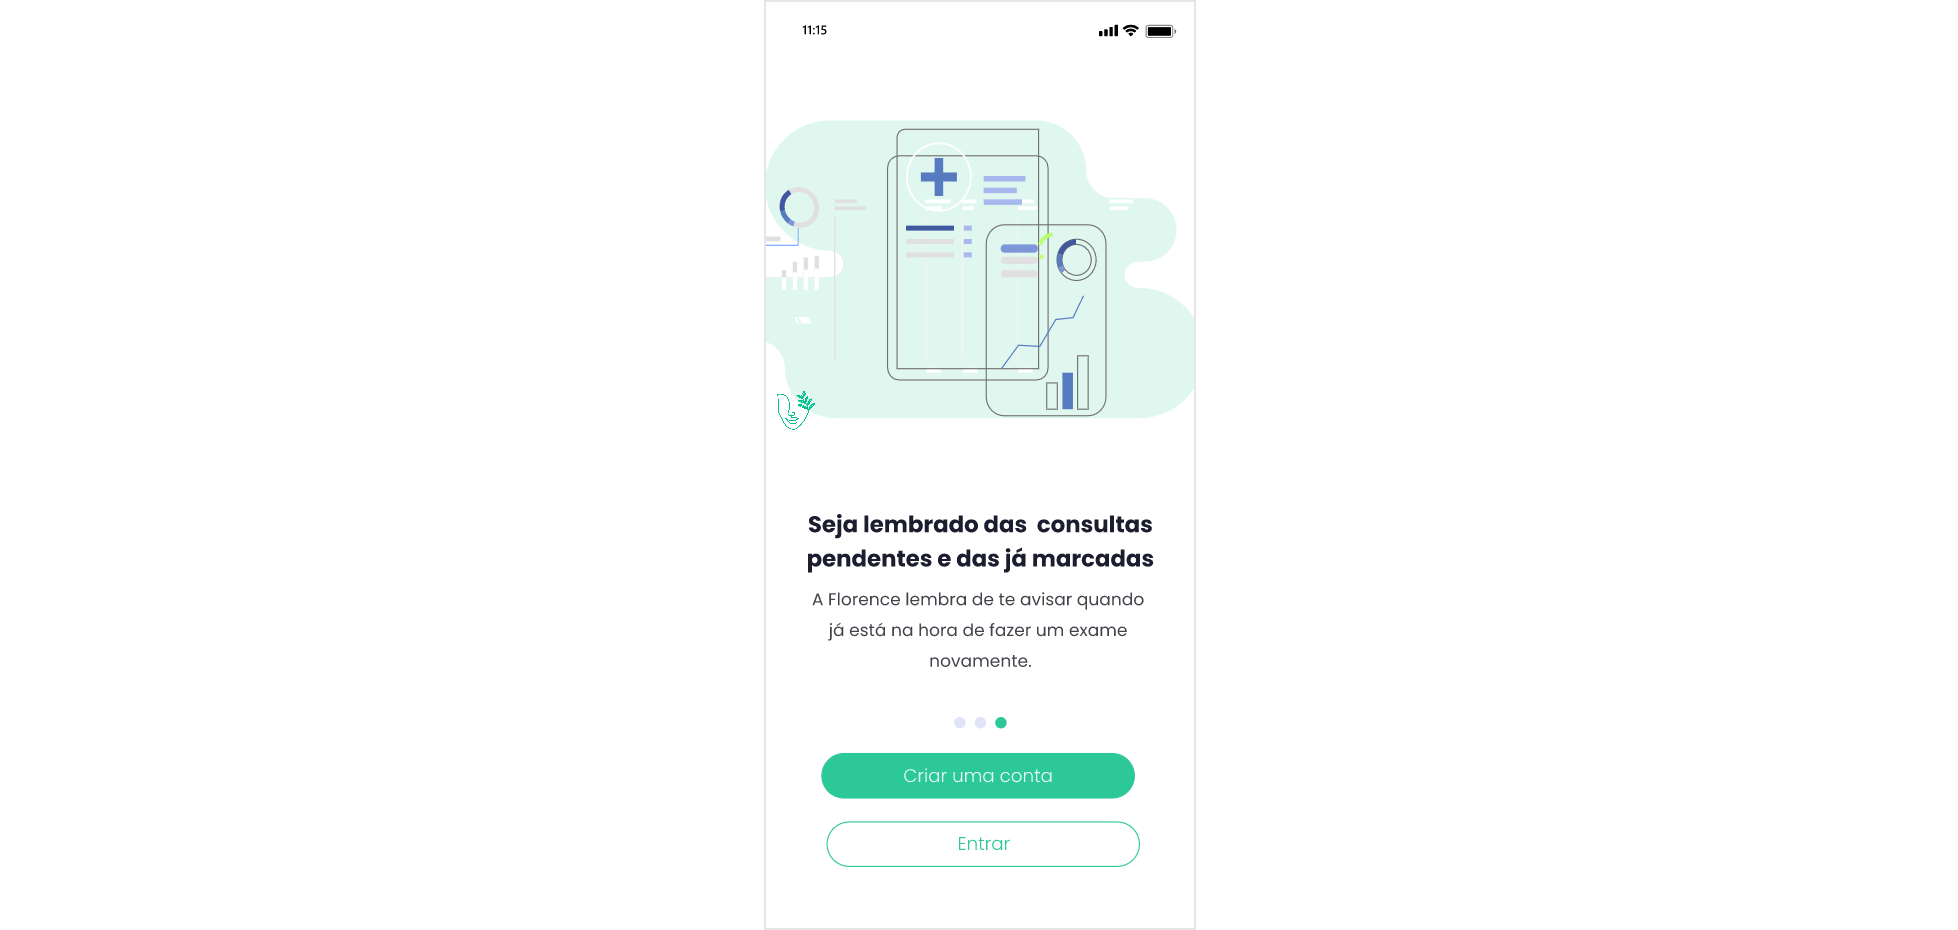 11:15
Seja lembrado das  consultas
pendentes e das já marcadas
A Florence lembra de te avisar quando
já está na hora de fazer um exame
novamente.
Criar uma conta
Entrar